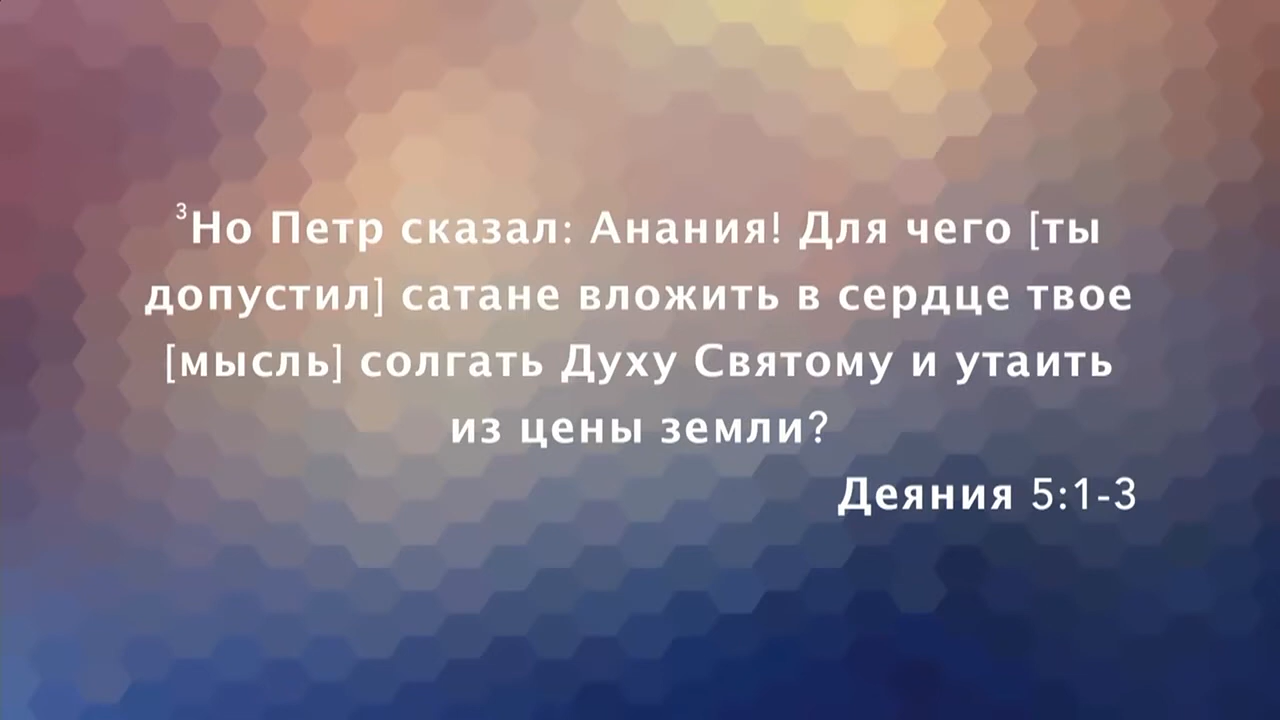 ³Но Петр сказал: Анания! Для чего [ты
допустил] сатане вложить в сердце твое
[мысль] солгать Духу Святому и утаить
из цены земли?
Деяния 5:1-3